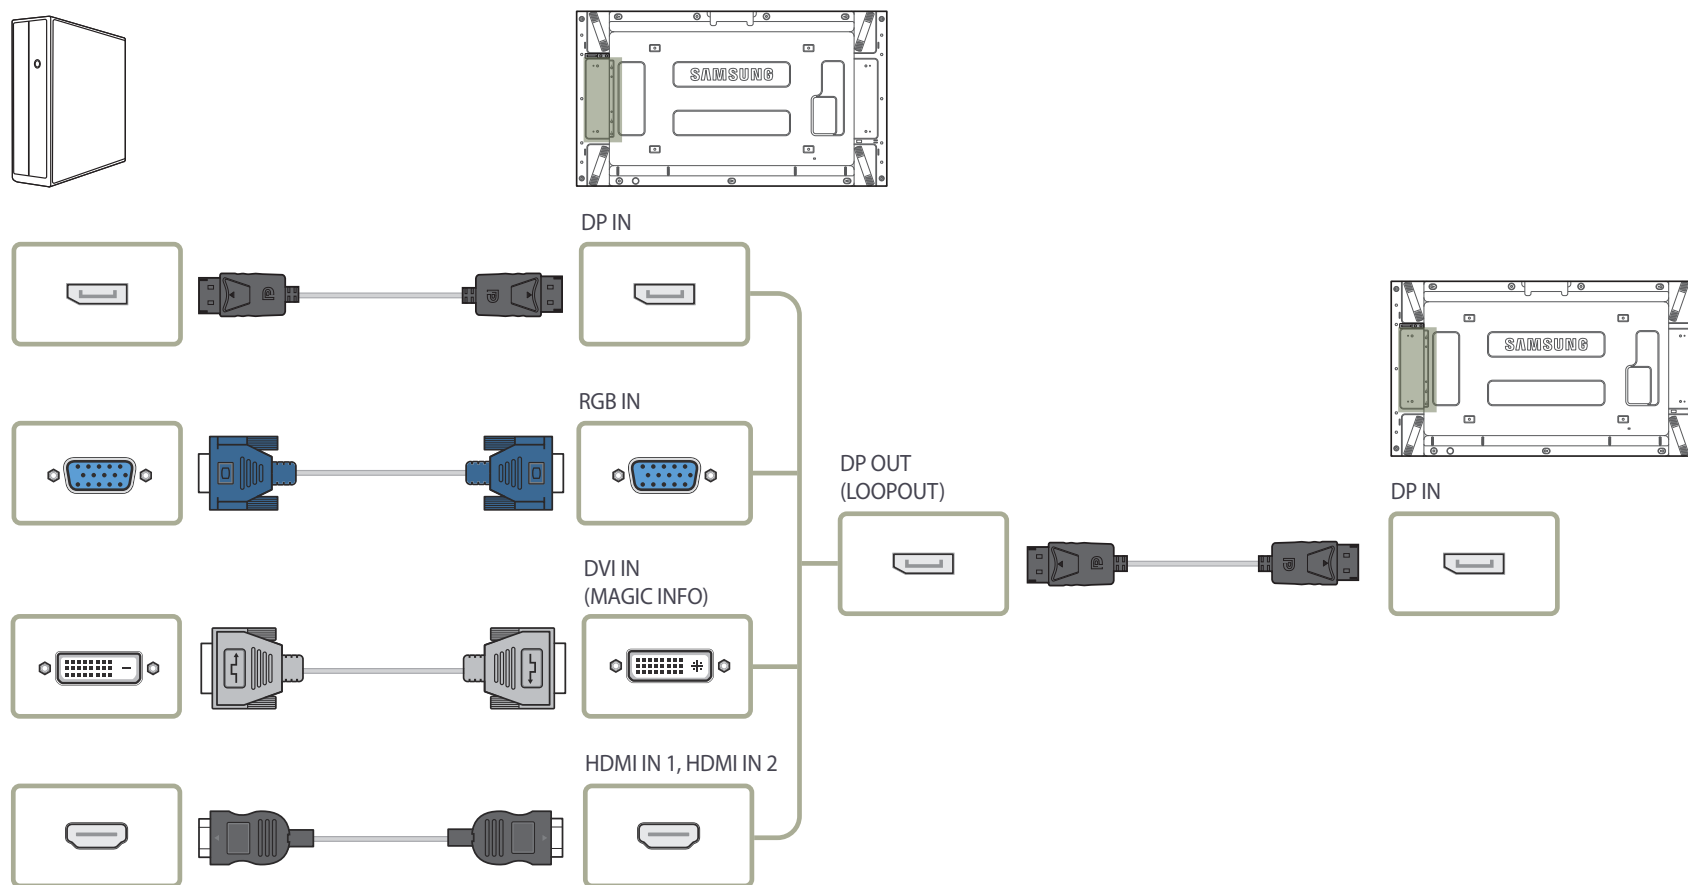 SAMSUNG
DP IN
SAMSUNG
RGB IN
DP OUT
(LOOPOUT)
DP IN
DVI IN
(MAGIC INFO)
HDMI IN 1, HDMI IN 2